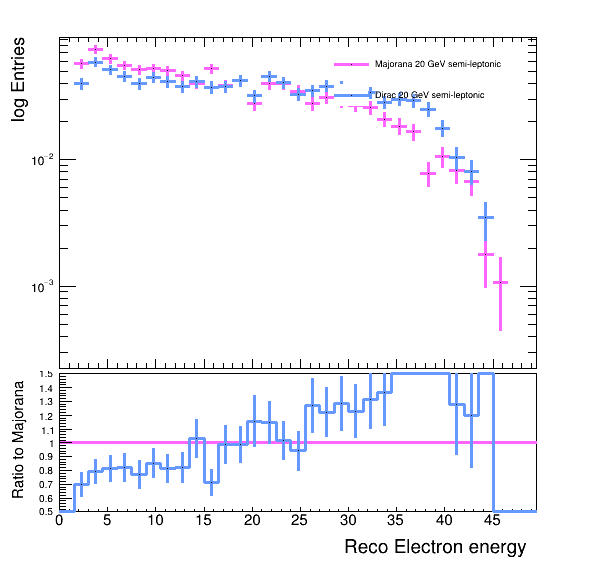 log Entries
Majorana 20 GeV semi-leptonic
Dirac 20 GeV semi-leptonic
10⁻²
10⁻³
Ratio to Majorana
1.5
1.4
1.3
1.2
1.1
1
0.9
0.8
0.7
0.6
0.5
0 5 10 15 20 25 30 35 40 45
Reco Electron energy